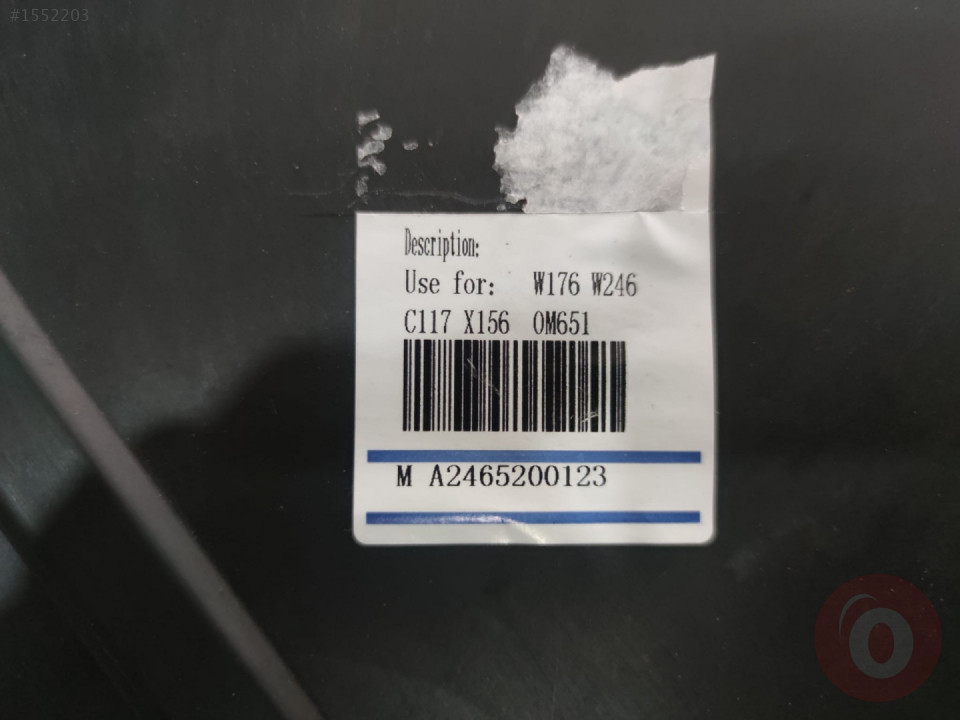 #1552203
Description:
Use for: W176 W246
C117 X156 OM651
M A2465200123
O